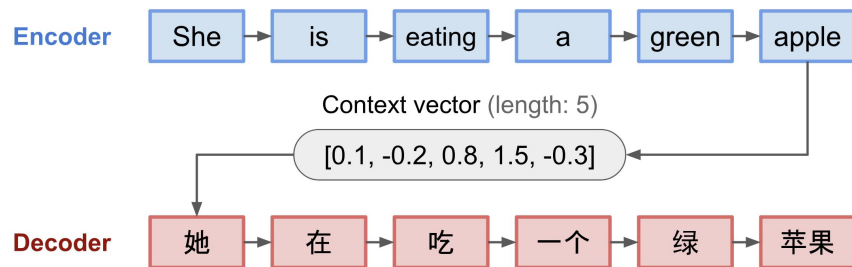 Encoder She is eating a green apple
Context vector (length: 5)
[0.1, -0.2, 0.8, 1.5, -0.3]
Decoder 她 在 吃 一个 绿 苹果